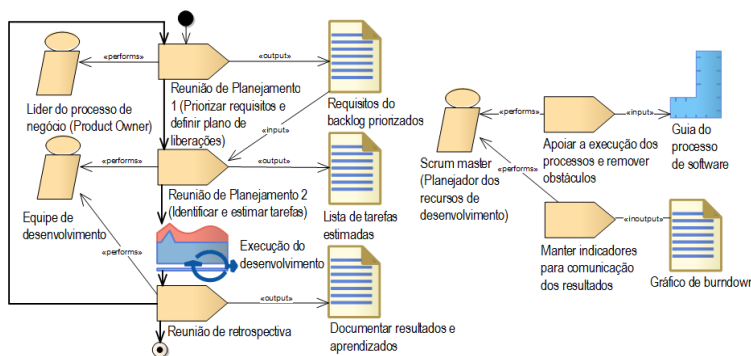 «performs»
«output»
Reunião de Planejamento
1 (Priorizar requisitos e
definir plano de
liberações)
Líder do processo de
negócio (Product Owner)
Requisitos do
backlog priorizados
«input»
«performs»
«output»
Reunião de Planejamento 2
(Identificar e estimar tarefas)
Equipe de
desenvolvimento
Lista de tarefas
estimadas
Execução do
desenvolvimento
«performs»
«output»
Reunião de retrospectiva
Documentar resultados e
aprendizados
«performs»
«input»
Scrum master
(Planejador dos
recursos de
desenvolvimento)
Apoiar a execução dos
processos e remover
obstáculos
Guia do
processo
de software
«performs»
«inoutput»
Manter indicadores
para comunicação
dos resultados
Gráfico de burndown